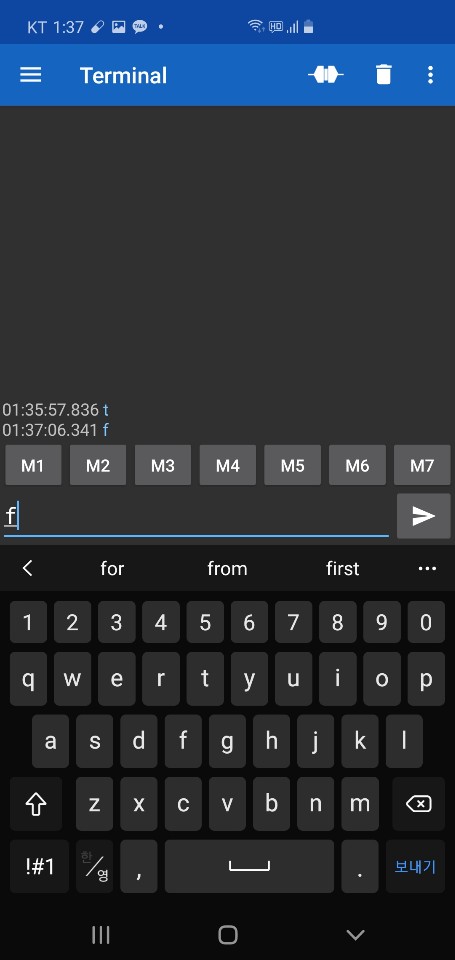 KT 1:37 TALK HD
Terminal
01:35:57.836 t
01:37:06.341 f
M1 M2 M3 M4 M5 M6 M7
f
for from first
1 2 3 4 5 6 7 8 9 0
q w e r t y u i o p
a s d f g h j k l
z x c v b n m
!#1 한/영 , . 보내기